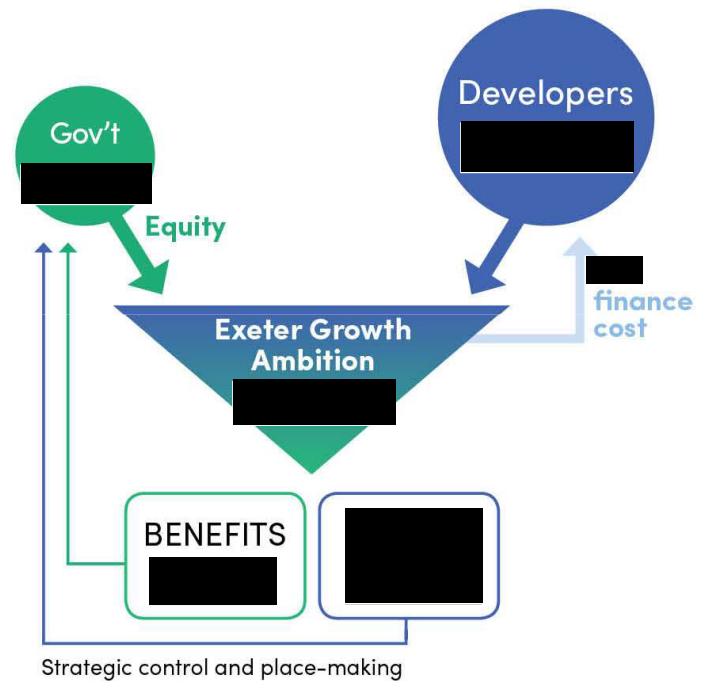 Gov't
Developers
Equity
finance
cost
Exeter Growth
Ambition
BENEFITS
Strategic control and place-making